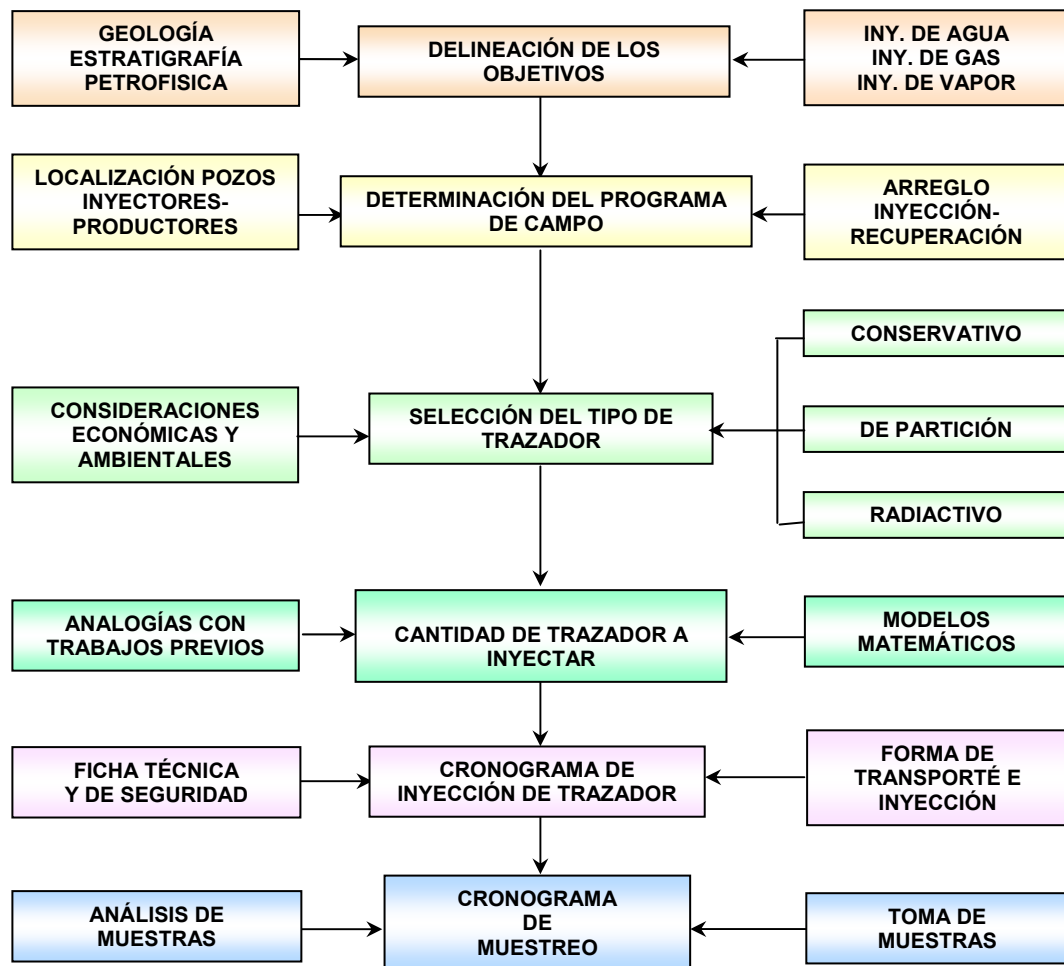 GEOLOGÍA
ESTRATIGRAFÍA
PETROFISICA
DELINEACIÓN DE LOS
OBJETIVOS
INY. DE AGUA
INY. DE GAS
INY. DE VAPOR
LOCALIZACIÓN POZOS
INYECTORES-
PRODUCTORES
DETERMINACIÓN DEL PROGRAMA
DE CAMPO
ARREGLO
INYECCIÓN-
RECUPERACIÓN
CONSIDERACIONES
ECONÓMICAS Y
AMBIENTALES
SELECCIÓN DEL TIPO DE
TRAZADOR
CONSERVATIVO
DE PARTICIÓN
RADIACTIVO
ANALOGÍAS CON
TRABAJOS PREVIOS
CANTIDAD DE TRAZADOR A
INYECTAR
MODELOS
MATEMÁTICOS
FICHA TÉCNICA
Y DE SEGURIDAD
CRONOGRAMA DE
INYECCIÓN DE TRAZADOR
FORMA DE
TRANSPORTÉ E
INYECCIÓN
ANÁLISIS DE
MUESTRAS
CRONOGRAMA
DE
MUESTREO
TOMA DE
MUESTRAS